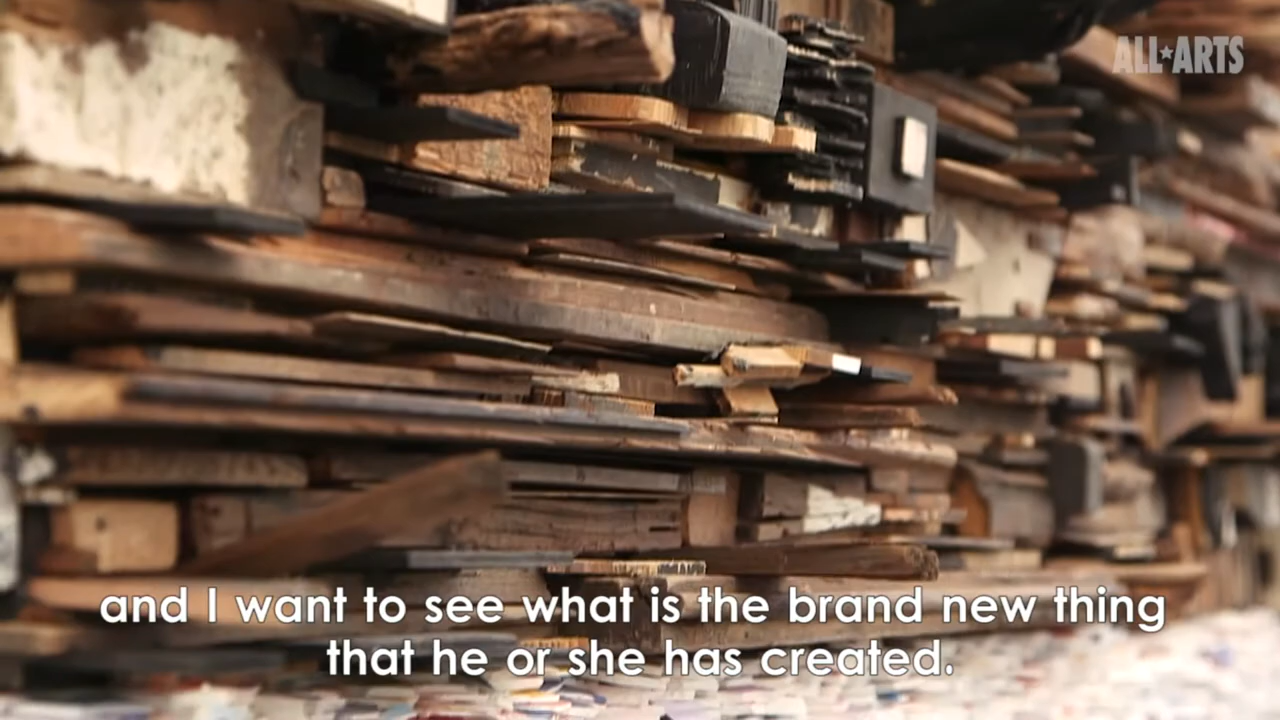 ALL★ARTS
and I want to see what is the brand new thing
that he or she has created.